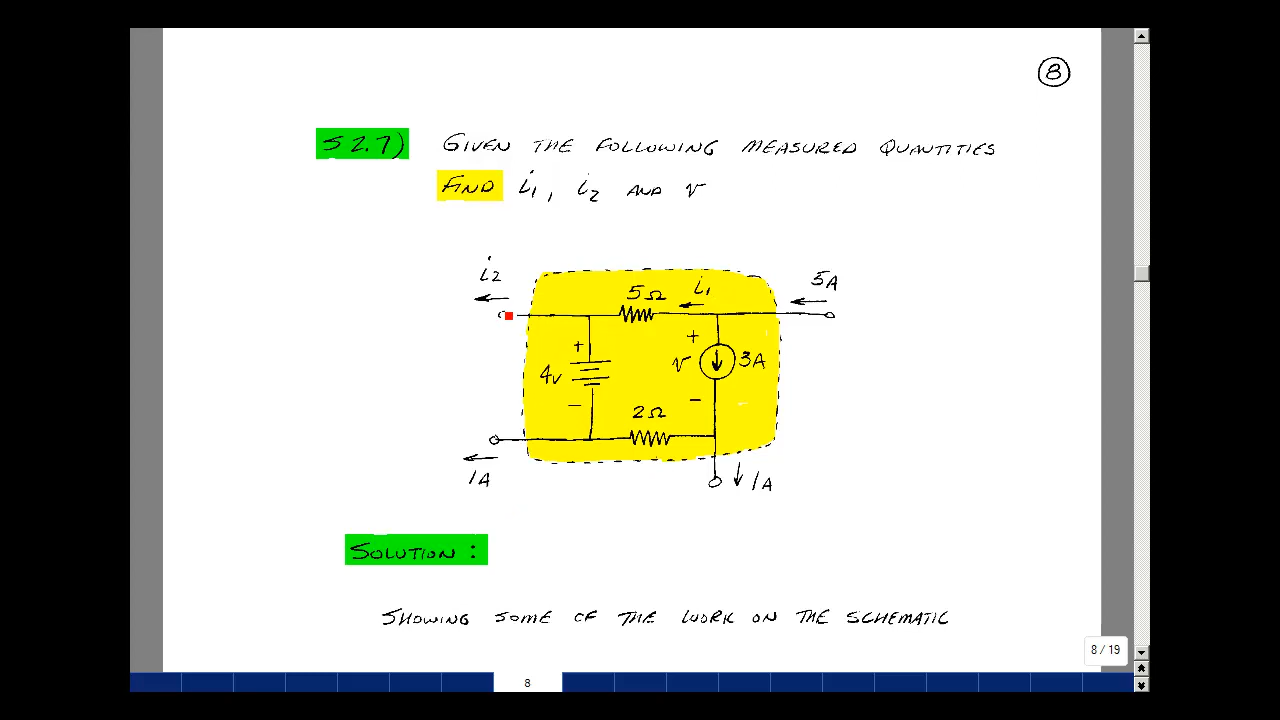 8
S2.7) GIVEN THE FOLLOWING MEASURED QUANTITIES
FIND i1, i2 AND v
i2
5Ω
i1
5A
+
+
4v
v
3A
−
−
2Ω
1A
1A
SOLUTION :
SHOWING SOME OF THE WORK ON THE SCHEMATIC
8 / 19
8